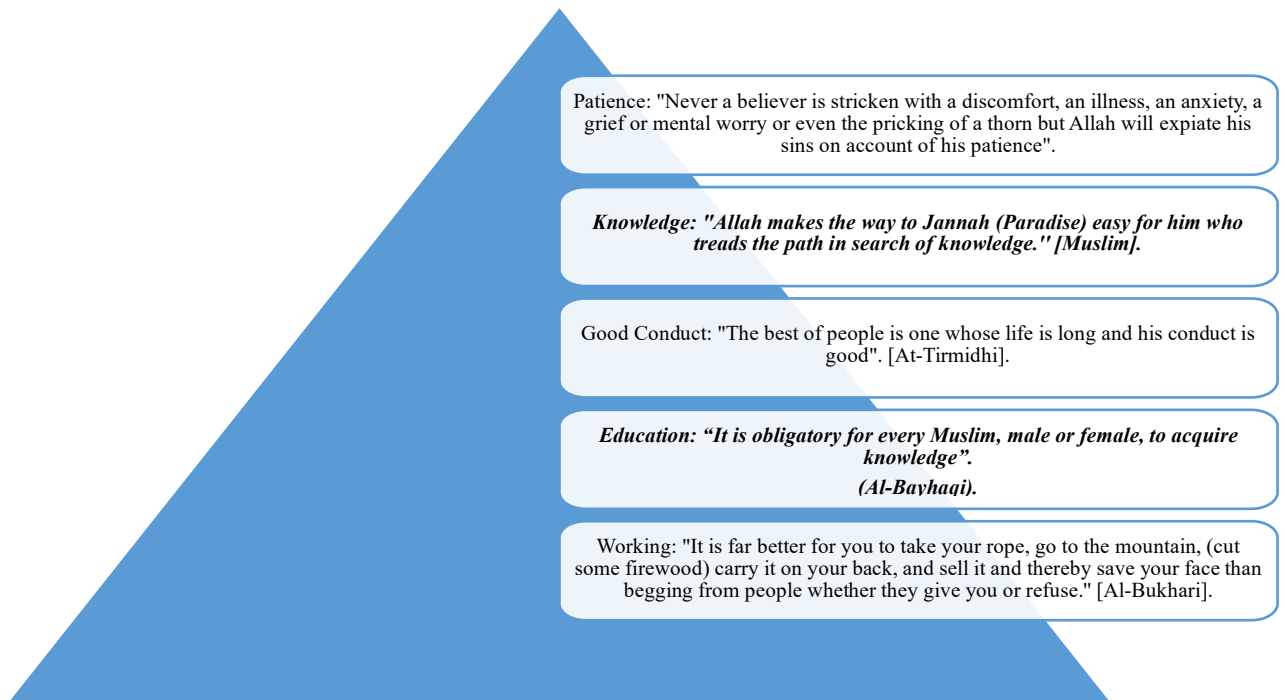 Patience: "Never a believer is stricken with a discomfort, an illness, an anxiety, a
grief or mental worry or even the pricking of a thorn but Allah will expiate his
sins on account of his patience".
Knowledge: "Allah makes the way to Jannah (Paradise) easy for him who
treads the path in search of knowledge." [Muslim].
Good Conduct: "The best of people is one whose life is long and his conduct is
good". [At-Tirmidhi].
Education: “It is obligatory for every Muslim, male or female, to acquire
knowledge”.
(Al-Bayhaqi).
Working: "It is far better for you to take your rope, go to the mountain, (cut
some firewood) carry it on your back, and sell it and thereby save your face than
begging from people whether they give you or refuse." [Al-Bukhari].